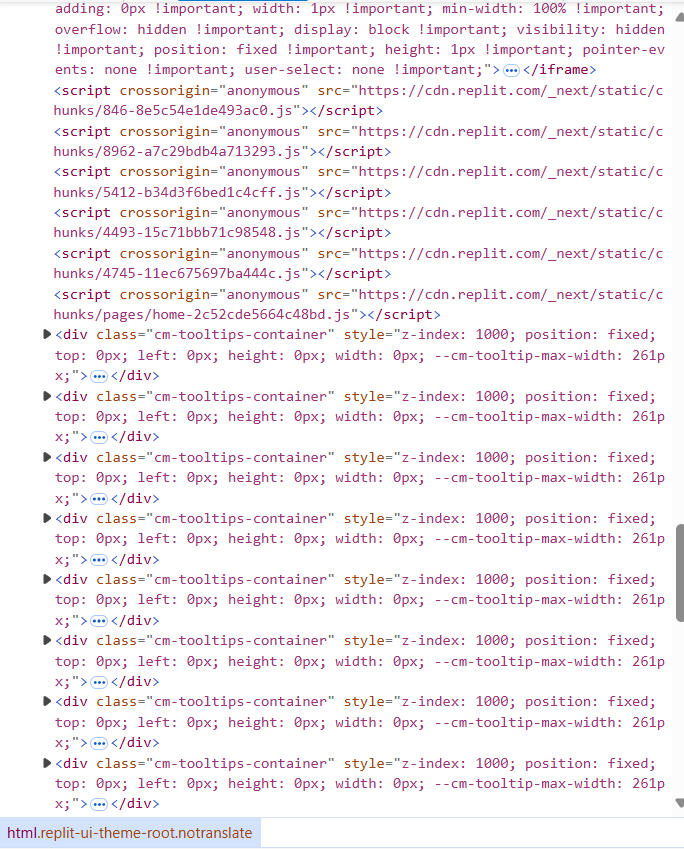 adding: 0px !important; width: 1px !important; min-width: 100% !important;
overflow: hidden !important; display: block !important; visibility: hidden
!important; position: fixed !important; height: 1px !important; pointer-ev
ents: none !important; user-select: none !important;">…</iframe>
<script crossorigin="anonymous" src="https://cdn.replit.com/_next/static/c
hunks/846-8e5c54e1de493ac0.js"></script>
<script crossorigin="anonymous" src="https://cdn.replit.com/_next/static/c
hunks/8962-a7c29bdb4a713293.js"></script>
<script crossorigin="anonymous" src="https://cdn.replit.com/_next/static/c
hunks/5412-b34d3f6bed1c4cff.js"></script>
<script crossorigin="anonymous" src="https://cdn.replit.com/_next/static/c
hunks/4493-15c71bbb71c98548.js"></script>
<script crossorigin="anonymous" src="https://cdn.replit.com/_next/static/c
hunks/4745-11ec675697ba444c.js"></script>
<script crossorigin="anonymous" src="https://cdn.replit.com/_next/static/c
hunks/pages/home-2c52cde5664c48bd.js"></script>
<div class="cm-tooltips-container" style="z-index: 1000; position: fixed;
top: 0px; left: 0px; height: 0px; width: 0px; --cm-tooltip-max-width: 261p
x;">…</div>
<div class="cm-tooltips-container" style="z-index: 1000; position: fixed;
top: 0px; left: 0px; height: 0px; width: 0px; --cm-tooltip-max-width: 261p
x;">…</div>
<div class="cm-tooltips-container" style="z-index: 1000; position: fixed;
top: 0px; left: 0px; height: 0px; width: 0px; --cm-tooltip-max-width: 261p
x;">…</div>
<div class="cm-tooltips-container" style="z-index: 1000; position: fixed;
top: 0px; left: 0px; height: 0px; width: 0px; --cm-tooltip-max-width: 261p
x;">…</div>
<div class="cm-tooltips-container" style="z-index: 1000; position: fixed;
top: 0px; left: 0px; height: 0px; width: 0px; --cm-tooltip-max-width: 261p
x;">…</div>
<div class="cm-tooltips-container" style="z-index: 1000; position: fixed;
top: 0px; left: 0px; height: 0px; width: 0px; --cm-tooltip-max-width: 261p
x;">…</div>
<div class="cm-tooltips-container" style="z-index: 1000; position: fixed;
top: 0px; left: 0px; height: 0px; width: 0px; --cm-tooltip-max-width: 261p
x;">…</div>
<div class="cm-tooltips-container" style="z-index: 1000; position: fixed;
top: 0px; left: 0px; height: 0px; width: 0px; --cm-tooltip-max-width: 261p
x;">…</div>
html.replit-ui-theme-root.notranslate